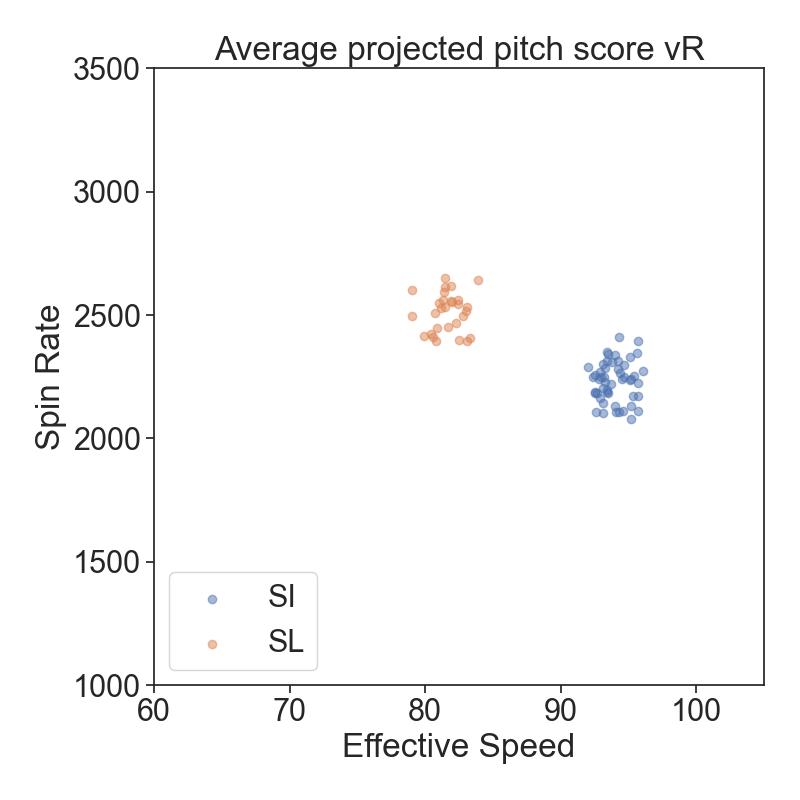 Average projected pitch score vR
3500
3000
2500
2000
1500
1000
Spin Rate
SI
SL
60 70 80 90 100
Effective Speed